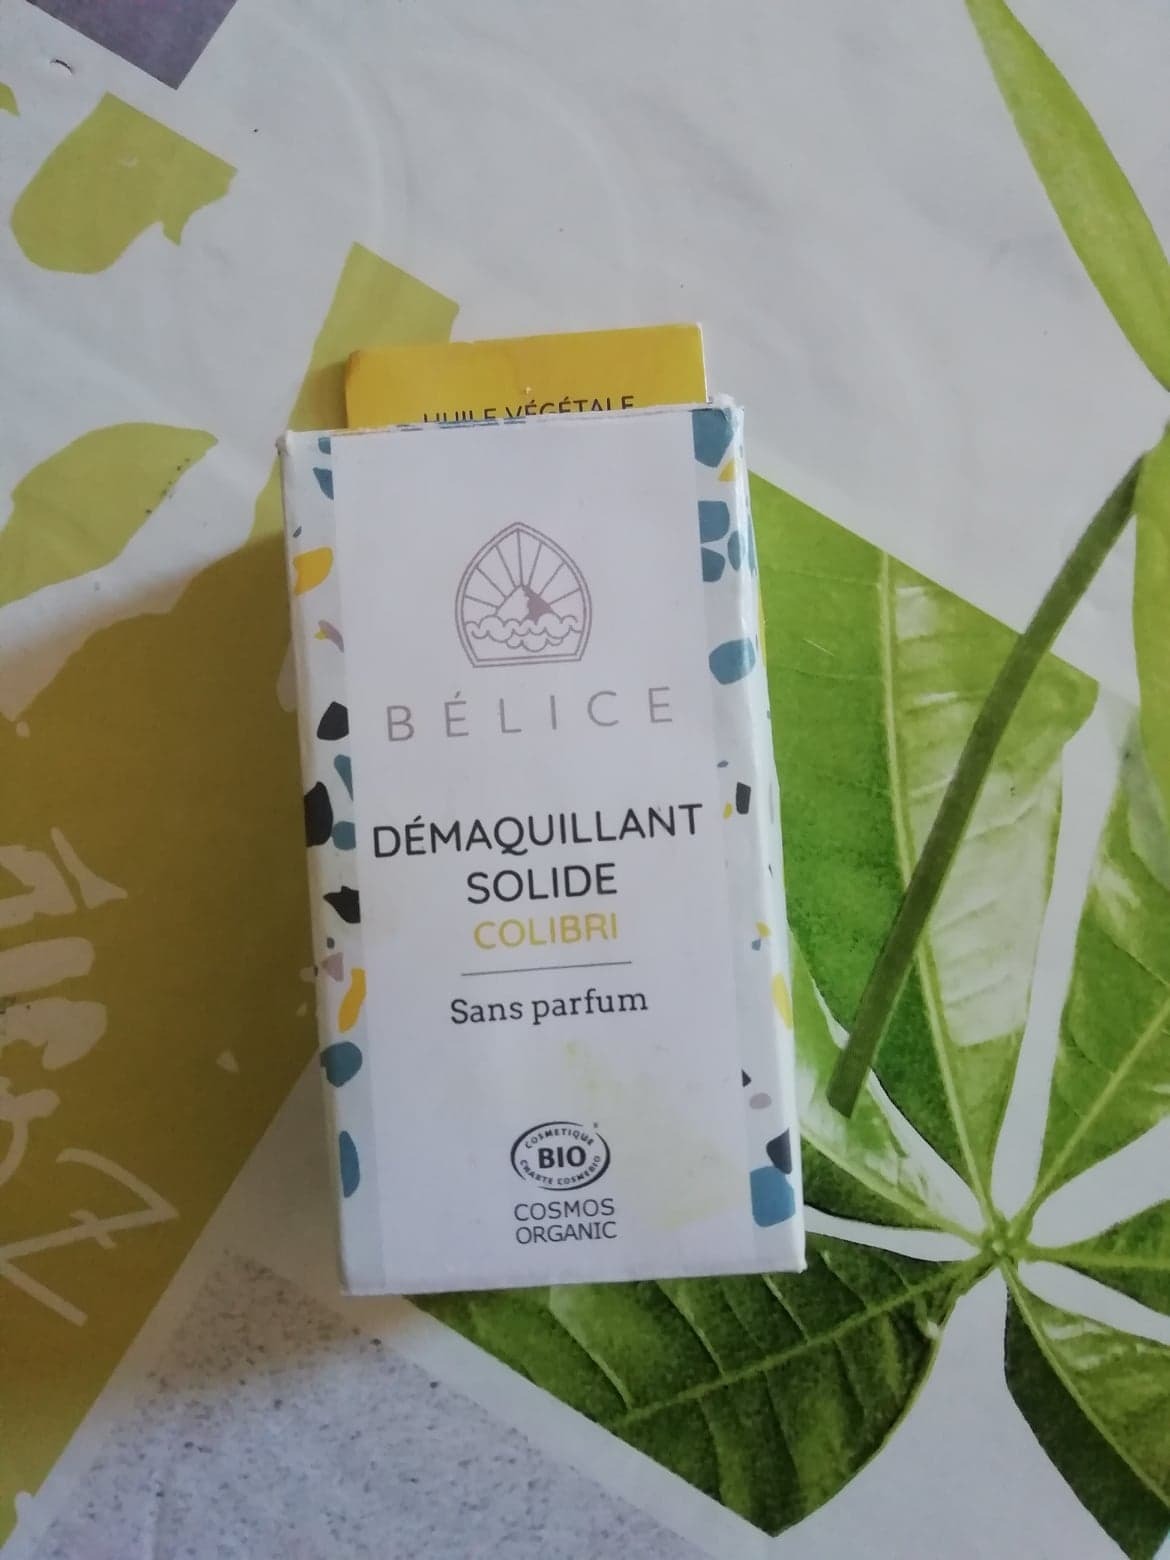 HUILE VÉGÉTALE
BÉLICE
DÉMAQUILLANT
SOLIDE
COLIBRI
Sans parfum
COSMETIQUE
BIO
CHARTE COSMEBIO
COSMOS
ORGANIC